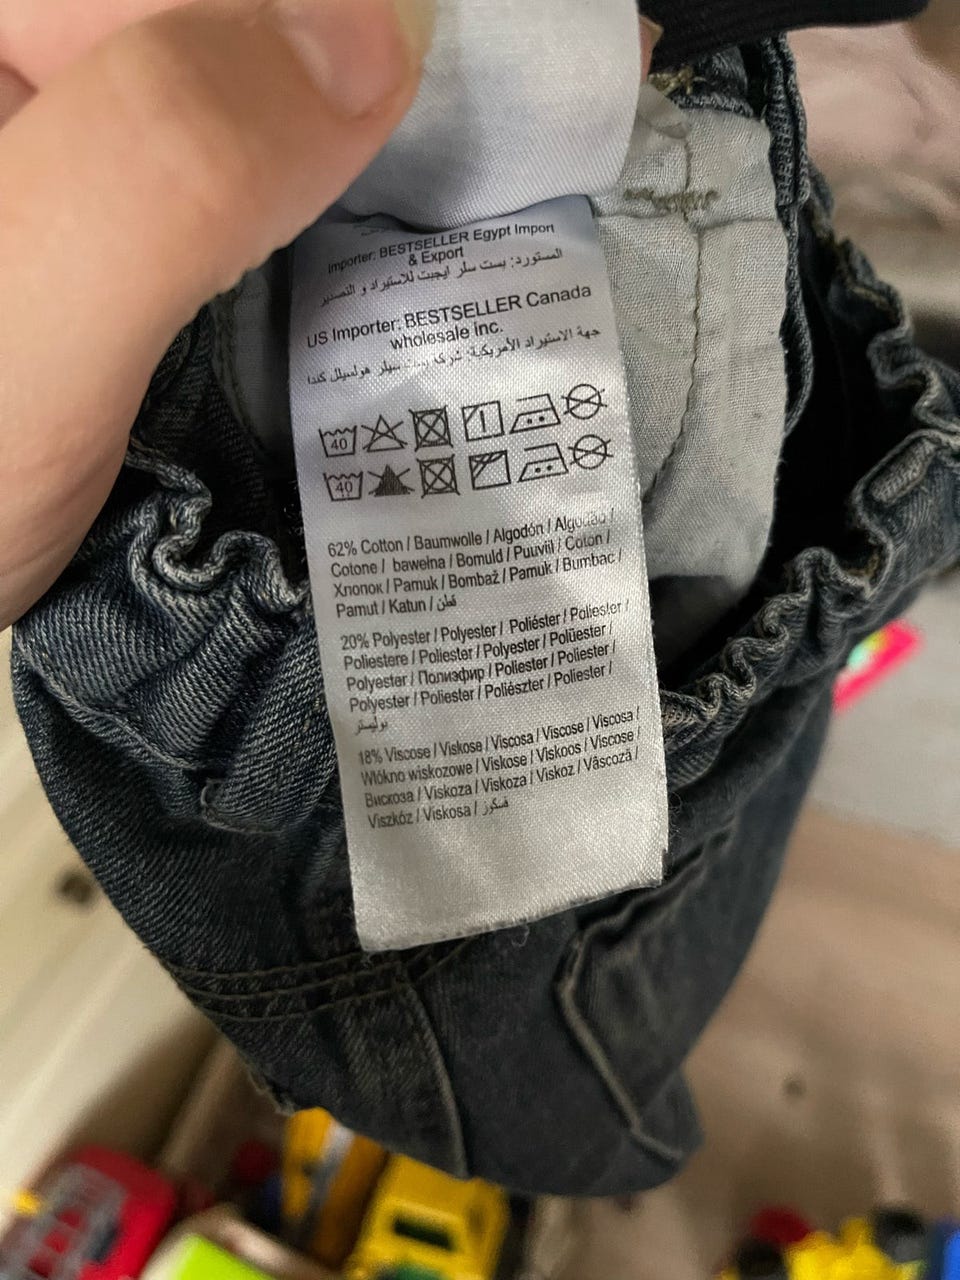 Importer: BESTSELLER Egypt Import
& Export
المستورد: بست سلر ايجبت للاستيراد و التصدير
US Importer: BESTSELLER Canada
wholesale inc.
جهة الاستيراد الأمريكية: شركة بست سيلر هولسيلل كندا
40
40
62% Cotton / Baumwolle / Algodón / Algodão /
Cotone / bawełna / Bomuld / Puuvill / Coton /
Хлопок / Pamuk / Bombaž / Pamuk / Bumbac /
Pamut / Katun / قطن
20% Polyester / Polyester / Poliéster / Poliester /
Poliestere / Poliester / Polyester / Polüester /
Polyester / Полиэфир / Poliester / Poliester /
Polyester / Poliester / Poliészter / Poliester /
بوليستر
18% Viscose / Viskose / Viscosa / Viscose / Viscosa /
Włókno wiskozowe / Viskose / Viskoos / Viscose /
Вискоза / Viskoza / Viskoza / Viskoz / Vâscoză /
Viszkóz / Viskosa / فسكوز